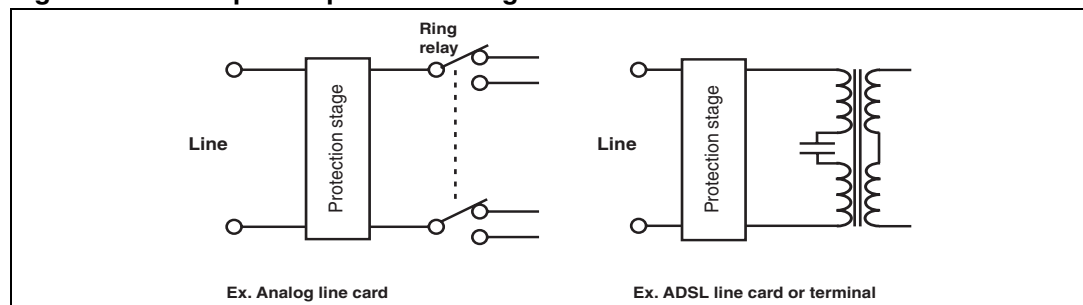 Ring
relay
Protection stage
Line
Ex. Analog line card
Line
Protection stage
Ex. ADSL line card or terminal